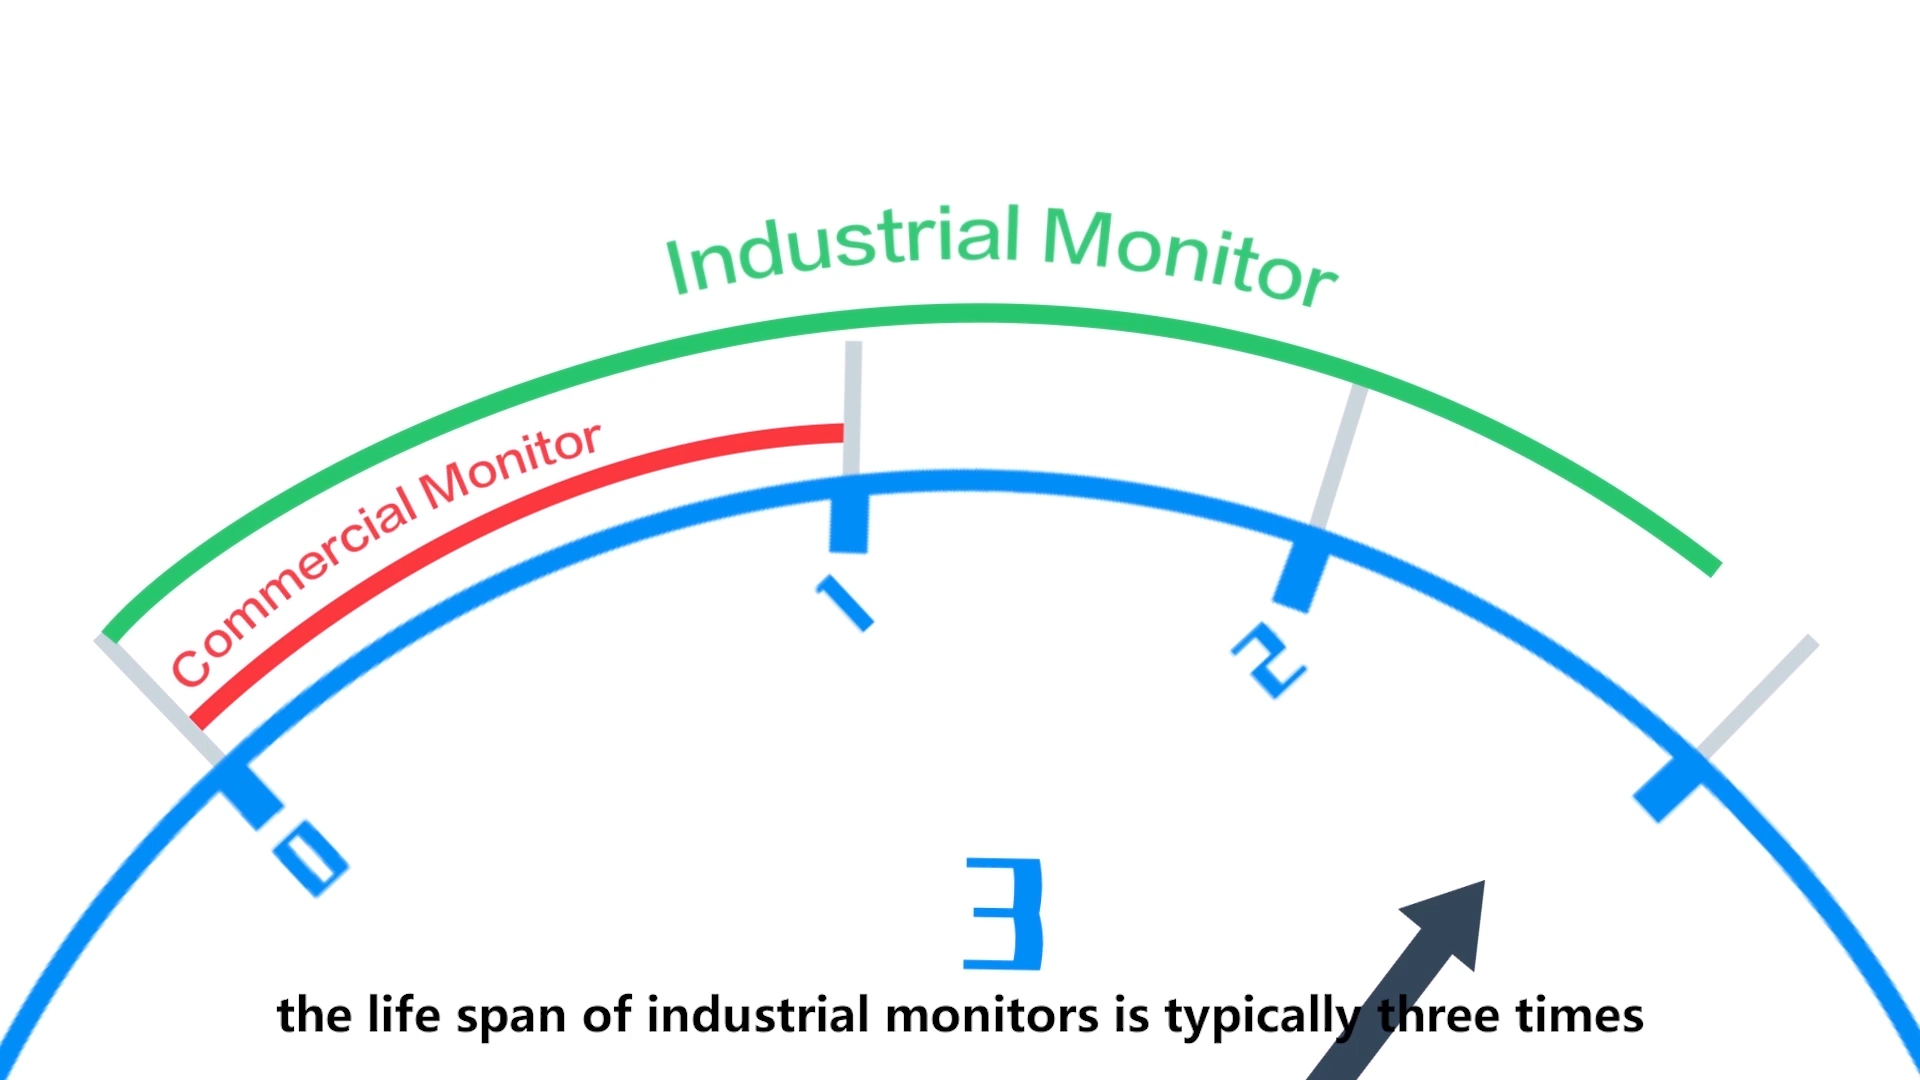 Industrial Monitor
Commercial Monitor
1
2
0
3
the life span of industrial monitors is typically three times